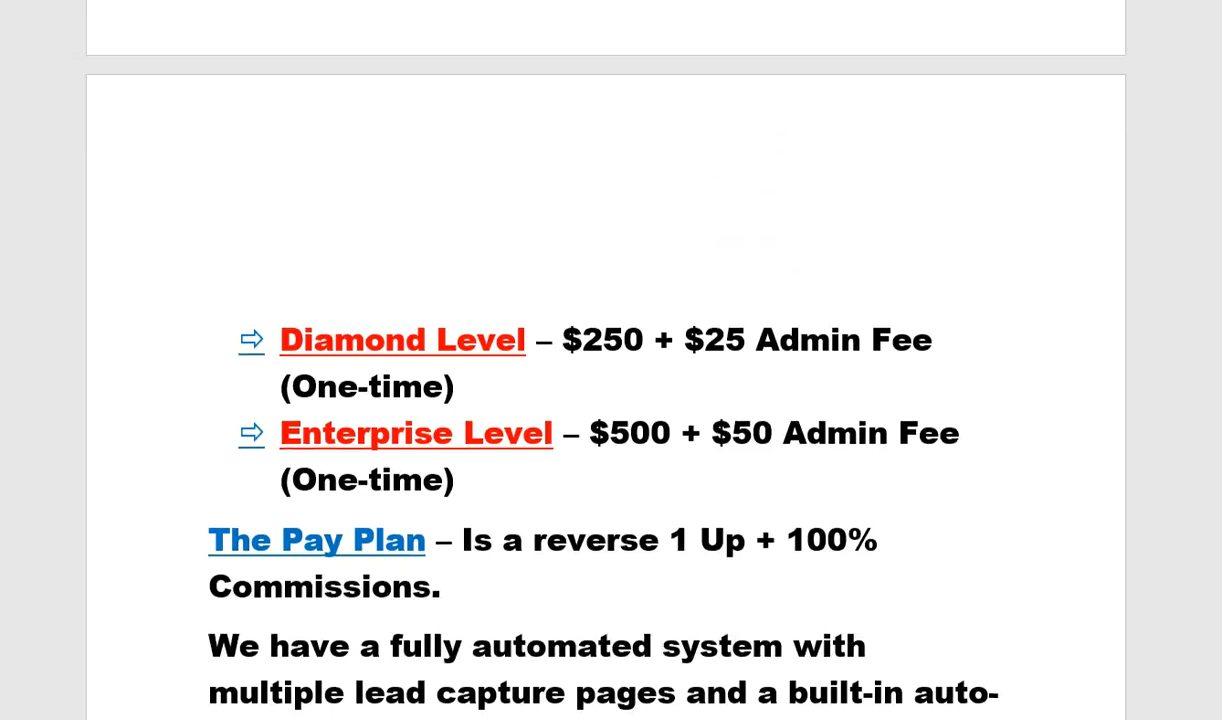 ⇨ Diamond Level – $250 + $25 Admin Fee
(One-time)
⇨ Enterprise Level – $500 + $50 Admin Fee
(One-time)
The Pay Plan – Is a reverse 1 Up + 100%
Commissions.
We have a fully automated system with
multiple lead capture pages and a built-in auto-